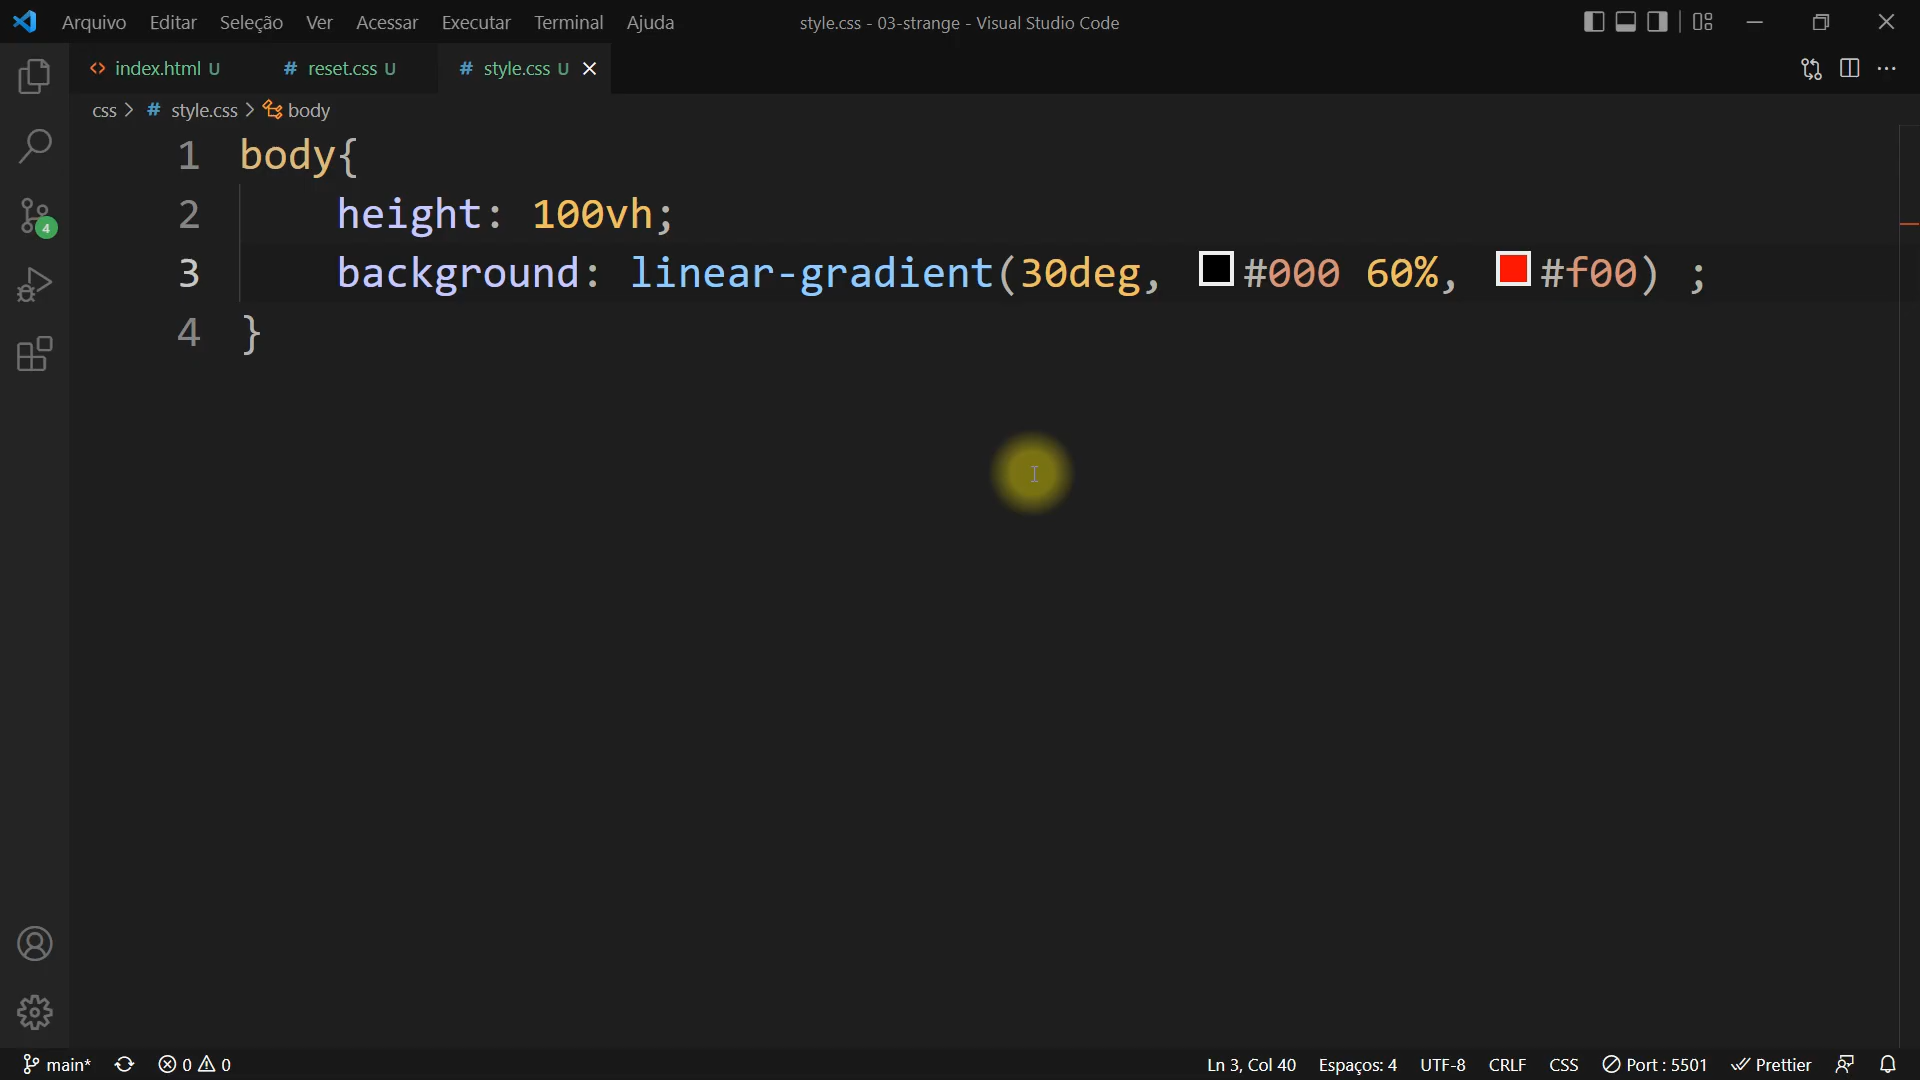 Arquivo Editar Seleção Ver Acessar Executar Terminal Ajuda style.css - 03-strange - Visual Studio Code
index.html U # reset.css U # style.css U
css > # style.css > body
1 body{
2 height: 100vh;
3 background: linear-gradient(30deg, #000 60%, #f00) ;
4 }
4
main* 0 0 Ln 3, Col 40 Espaços: 4 UTF-8 CRLF CSS Port : 5501 Prettier